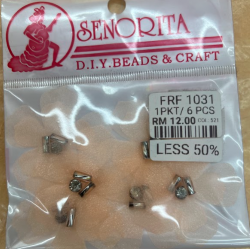 SENORITA
D.I.Y. BEADS & CRAFT
FRF 1031
1PKT/ 6 PCS
RM 12.00
LESS 50%